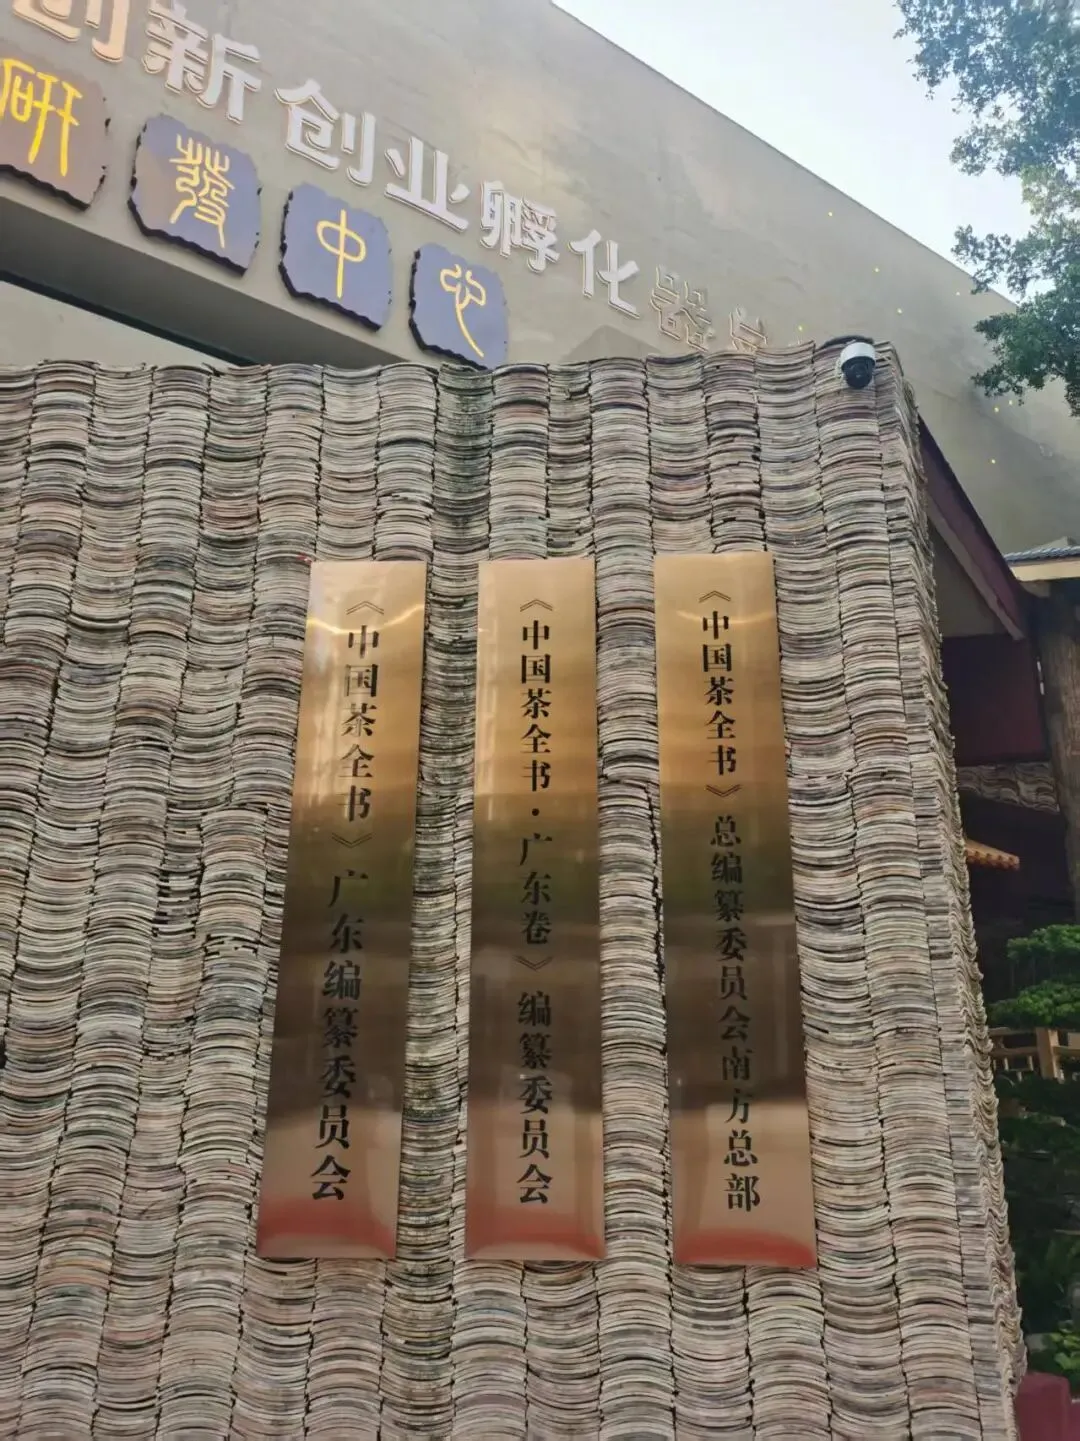 创新创业孵化器
研发中心
《中国茶全书》广东编纂委员会
《中国茶全书·广东卷》编纂委员会
《中国茶全书》总编纂委员会南方总部